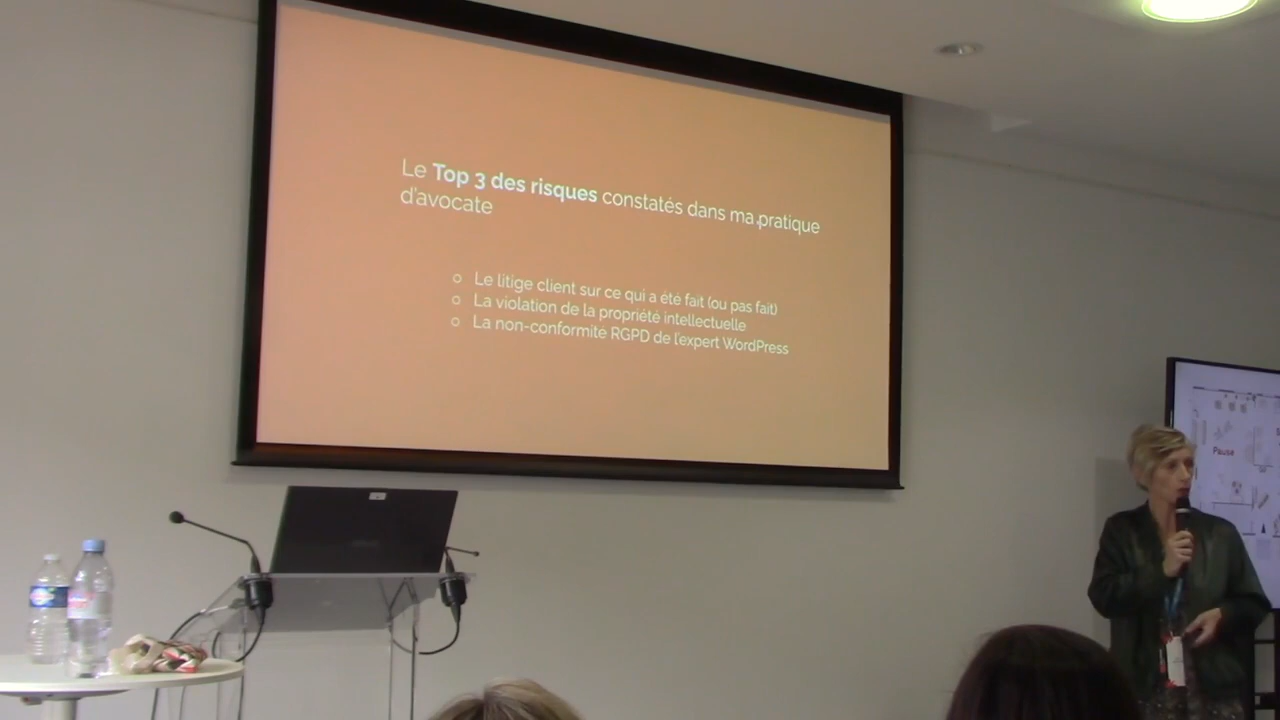 Le Top 3 des risques constatés dans ma pratique
d'avocate
Le litige client sur ce qui a été fait (ou pas fait)
La violation de la propriété intellectuelle
La non-conformité RGPD de l'expert WordPress
Pause